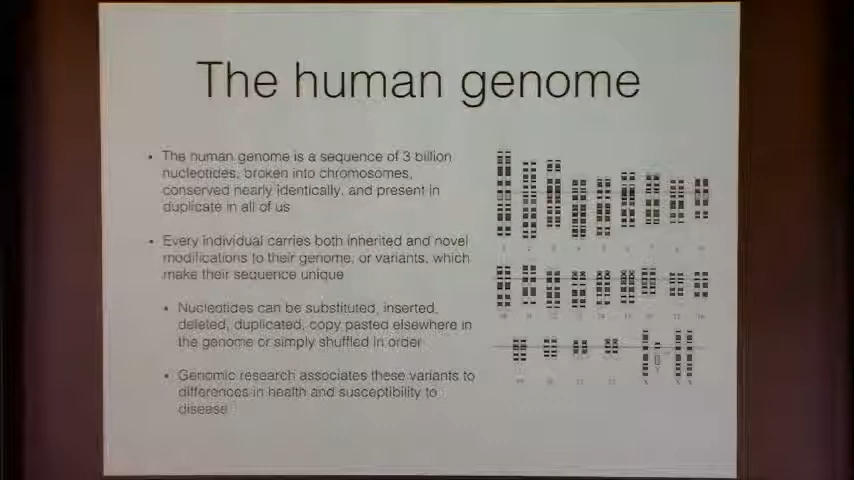 The human genome
• The human genome is a sequence of 3 billion
nucleotides, broken into chromosomes,
conserved nearly identically, and present in
duplicate in all of us
• Every individual carries both inherited and novel
modifications to their genome, or variants, which
make their sequence unique
• Nucleotides can be substituted, inserted,
deleted, duplicated, copy pasted elsewhere in
the genome or simply shuffled in order
• Genomic research associates these variants to
differences in health and susceptibility to
disease